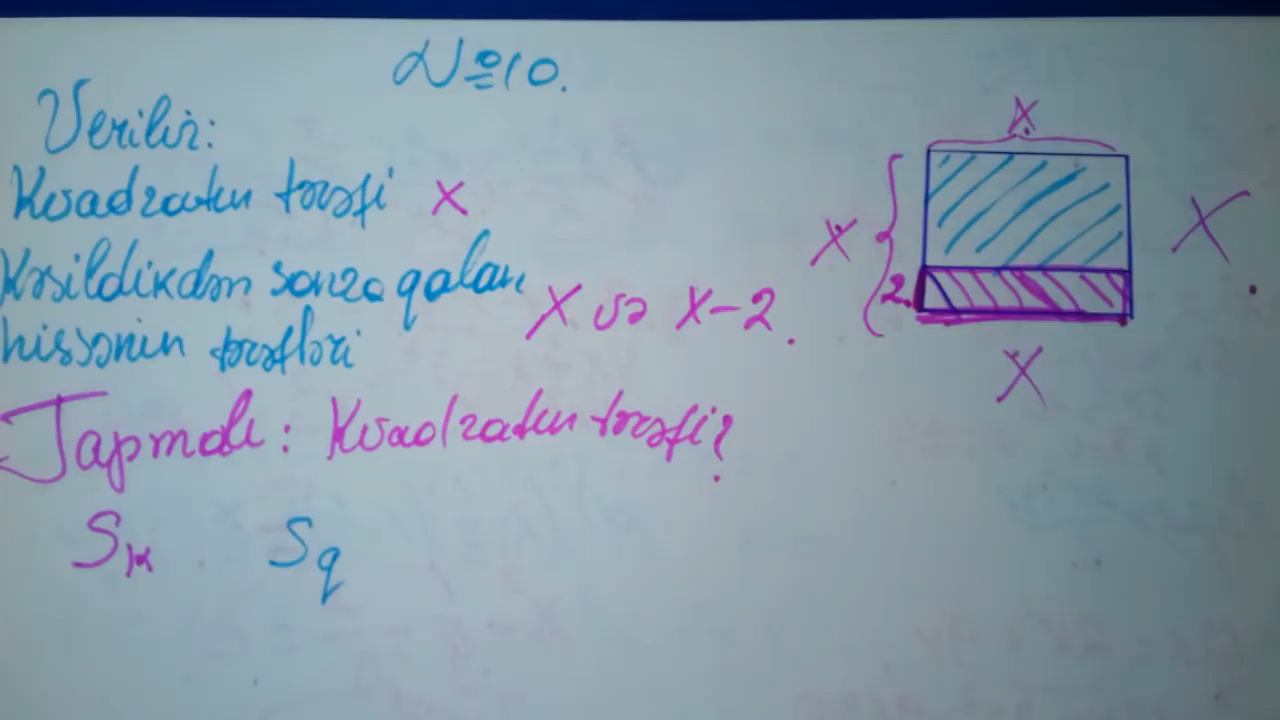 №10.
Verilir:
Kvadratın tərəfi x
Kəsildikdən sonra qalan
hissənin tərəfləri x və x-2.
Tapmalı: Kvadratın tərəfi?
Sk Sq
x
x
2
x
x